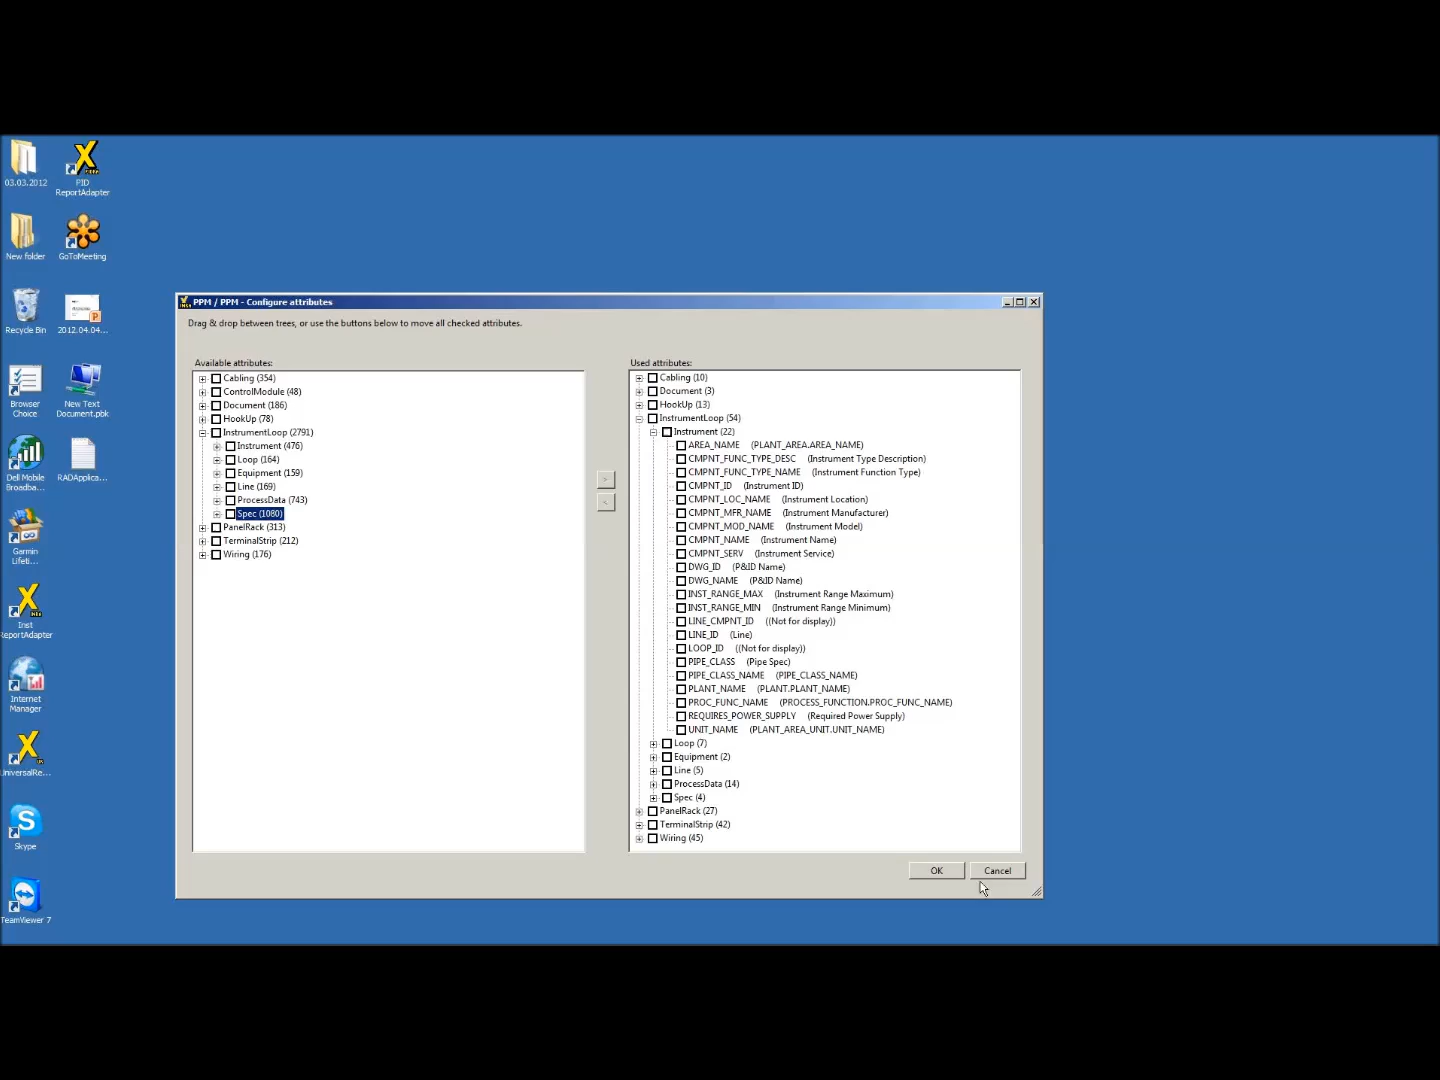 03.03.2012
PID
ReportAdapter
New folder
GoToMeeting
Recycle Bin
2012.04.04...
Browser
Choice
New Text
Document.pbk
Dell Mobile
Broadba...
RADApplica...
Garmin
Lifeti...
Inst
ReportAdapter
Internet
Manager
UniversalRe...
Skype
TeamViewer 7
PPM / PPM - Configure attributes
Drag & drop between trees, or use the buttons below to move all checked attributes.
Available attributes:
Cabling (354)
ControlModule (48)
Document (186)
HookUp (78)
InstrumentLoop (2791)
Instrument (476)
Loop (164)
Equipment (159)
Line (169)
ProcessData (743)
Spec (1080)
PanelRack (313)
TerminalStrip (212)
Wiring (176)
>
<
Used attributes:
Cabling (10)
Document (3)
HookUp (13)
InstrumentLoop (54)
Instrument (22)
AREA_NAME (PLANT_AREA.AREA_NAME)
CMPNT_FUNC_TYPE_DESC (Instrument Type Description)
CMPNT_FUNC_TYPE_NAME (Instrument Function Type)
CMPNT_ID (Instrument ID)
CMPNT_LOC_NAME (Instrument Location)
CMPNT_MFR_NAME (Instrument Manufacturer)
CMPNT_MOD_NAME (Instrument Model)
CMPNT_NAME (Instrument Name)
CMPNT_SERV (Instrument Service)
DWG_ID (P&ID Name)
DWG_NAME (P&ID Name)
INST_RANGE_MAX (Instrument Range Maximum)
INST_RANGE_MIN (Instrument Range Minimum)
LINE_CMPNT_ID ((Not for display))
LINE_ID (Line)
LOOP_ID ((Not for display))
PIPE_CLASS (Pipe Spec)
PIPE_CLASS_NAME (PIPE_CLASS_NAME)
PLANT_NAME (PLANT.PLANT_NAME)
PROC_FUNC_NAME (PROCESS_FUNCTION.PROC_FUNC_NAME)
REQUIRES_POWER_SUPPLY (Required Power Supply)
UNIT_NAME (PLANT_AREA_UNIT.UNIT_NAME)
Loop (7)
Equipment (2)
Line (5)
ProcessData (14)
Spec (4)
PanelRack (27)
TerminalStrip (42)
Wiring (45)
OK
Cancel